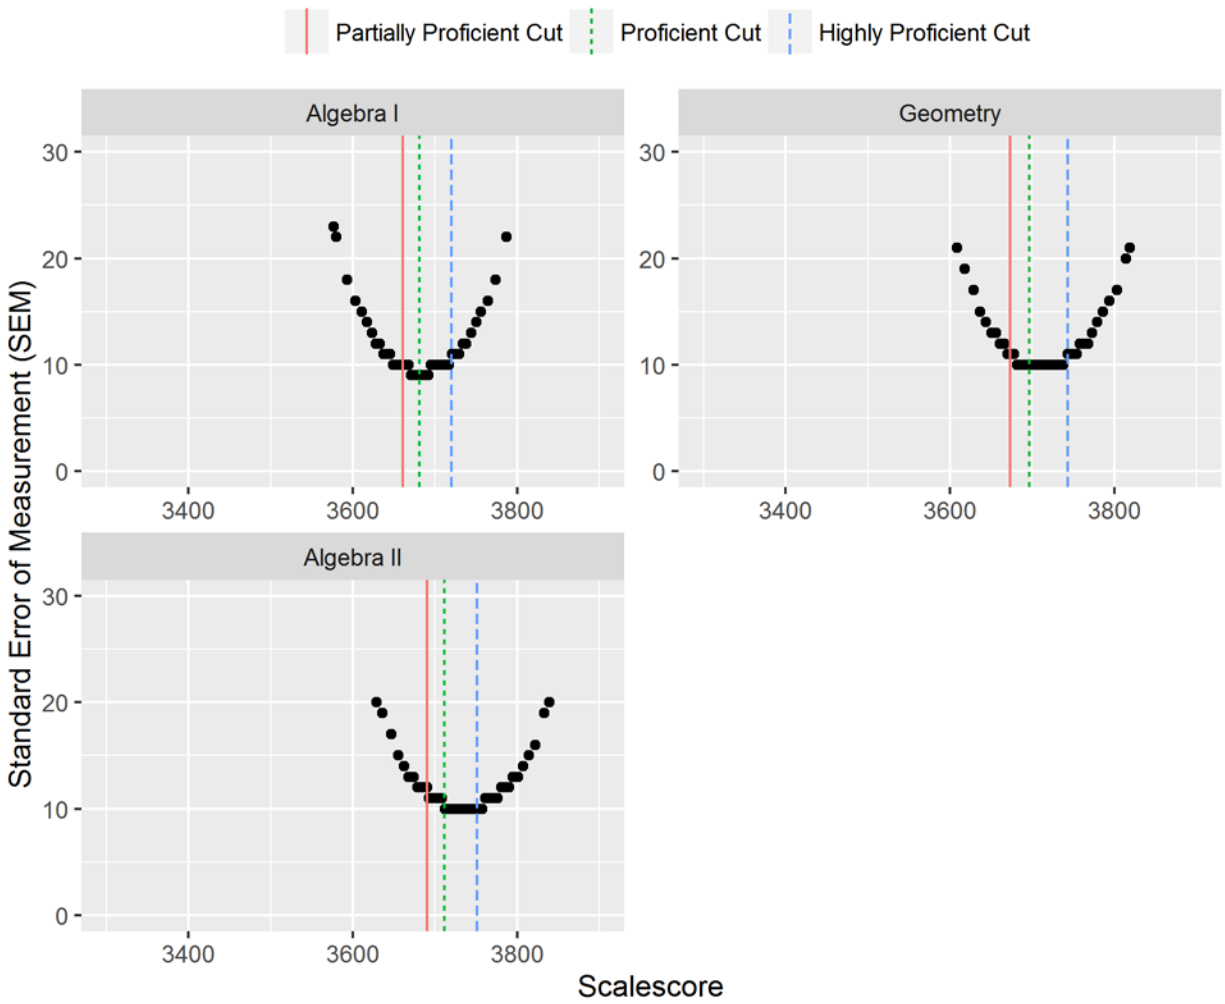 Partially Proficient Cut Proficient Cut Highly Proficient Cut
Standard Error of Measurement (SEM)
Algebra I
30
20
10
0
3400 3600 3800
Geometry
30
20
10
0
3400 3600 3800
Algebra II
30
20
10
0
3400 3600 3800
Scalescore